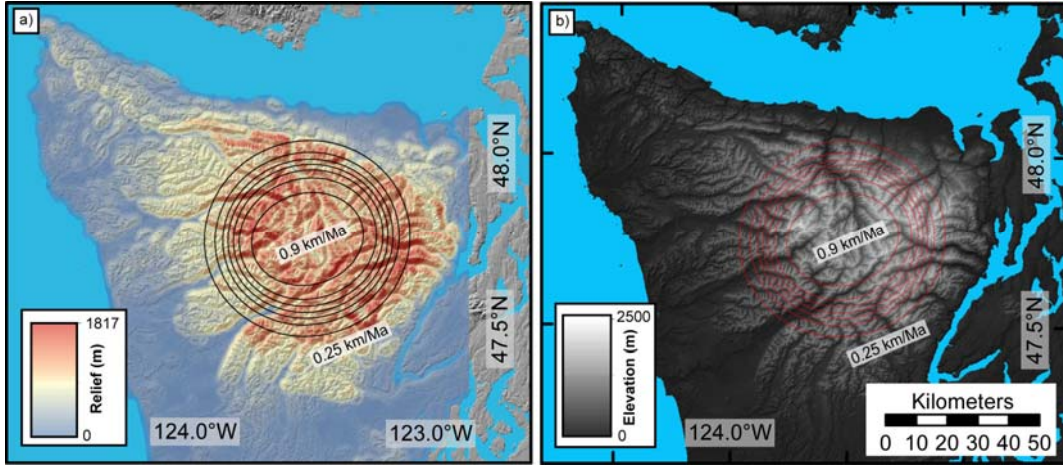 a)
0.9 km/Ma
0.25 km/Ma
48.0°N
47.5°N
1817
Relief (m)
0
124.0°W
123.0°W
b)
0.9 km/Ma
0.25 km/Ma
48.0°N
47.5°N
2500
Elevation (m)
0
124.0°W
Kilometers
0 10 20 30 40 50